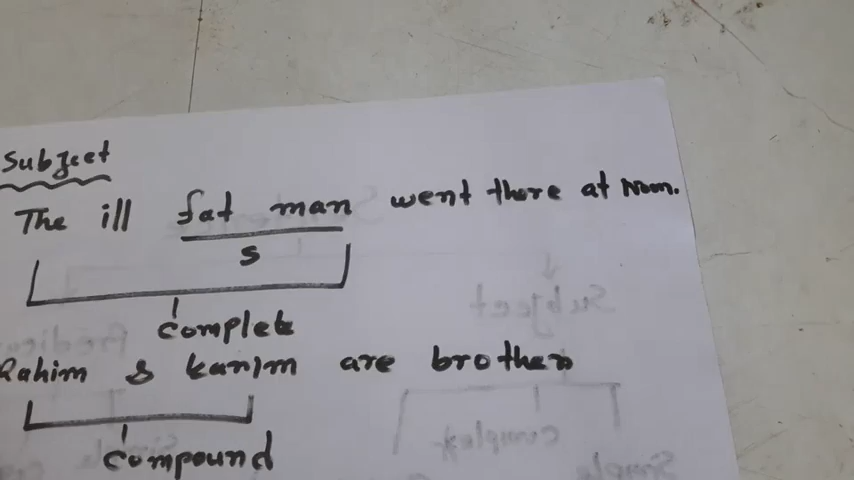 Subject
The ill fat man went there at Noon.
S
complete
Rahim & karim are brothers
compound